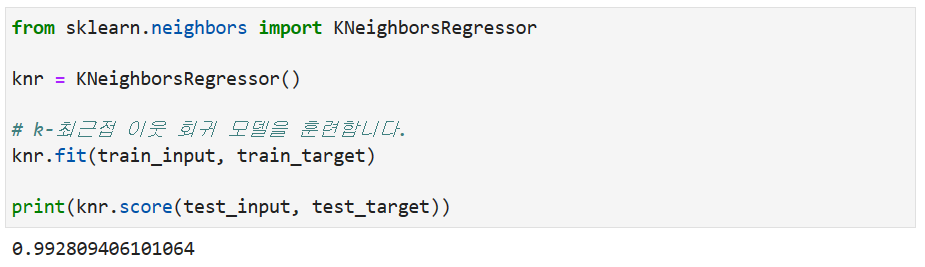 from sklearn.neighbors import KNeighborsRegressor
knr = KNeighborsRegressor()
# k-최근접 이웃 회귀 모델을 훈련합니다.
knr.fit(train_input, train_target)
print(knr.score(test_input, test_target))
0.992809406101064